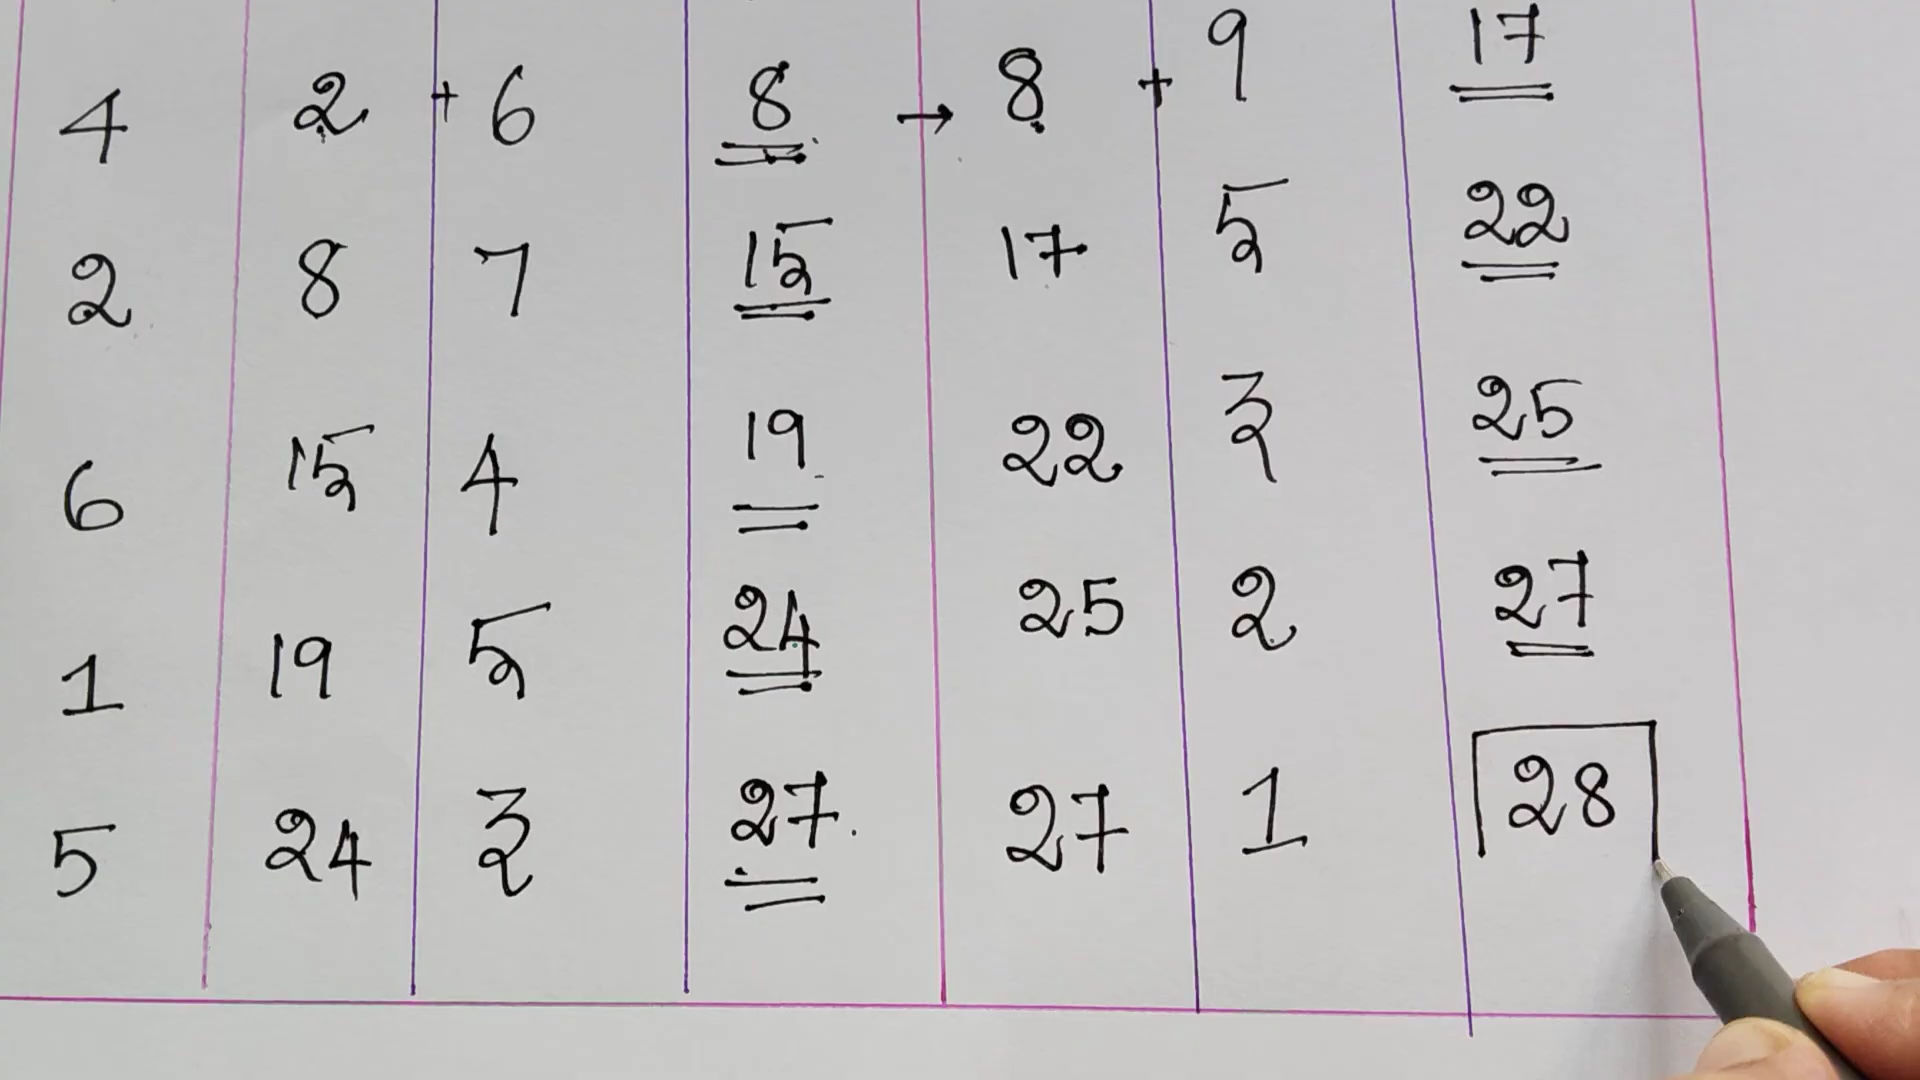 4 2 + 6 8 → 8 + 9 17
2 8 7 15 17 5 22
6 15 4 19 22 3 25
1 19 5 24 25 2 27
5 24 3 27 27 1 28